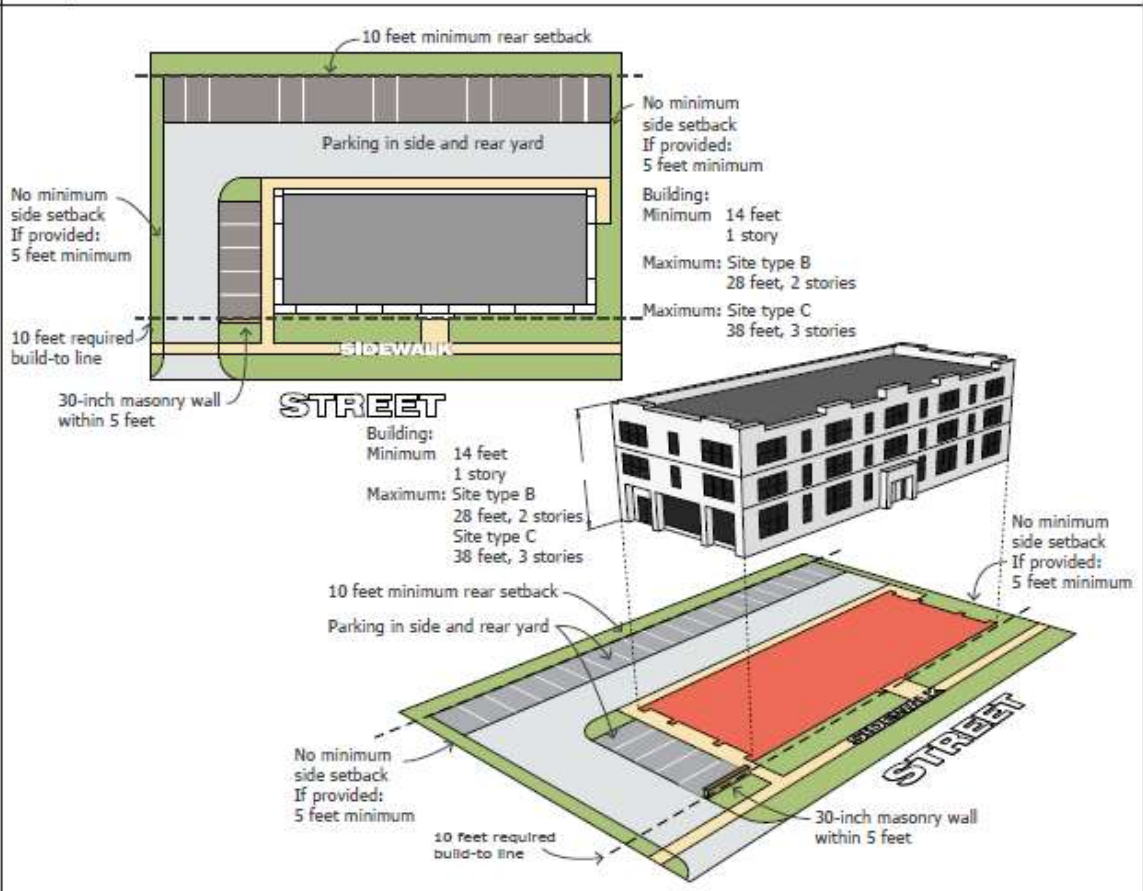 10 feet minimum rear setback
No minimum
side setback
If provided:
5 feet minimum
Parking in side and rear yard
No minimum
side setback
If provided:
5 feet minimum
Building:
Minimum 14 feet
1 story
Maximum: Site type B
28 feet, 2 stories
Maximum: Site type C
38 feet, 3 stories
10 feet required
build-to line
SIDEWALK
30-inch masonry wall
within 5 feet
STREET
Building:
Minimum 14 feet
1 story
Maximum: Site type B
28 feet, 2 stories
Site type C
38 feet, 3 stories
No minimum
side setback
If provided:
5 feet minimum
10 feet minimum rear setback
Parking in side and rear yard
SIDEWALK
STREET
No minimum
side setback
If provided:
5 feet minimum
30-inch masonry wall
within 5 feet
10 feet required
build-to line